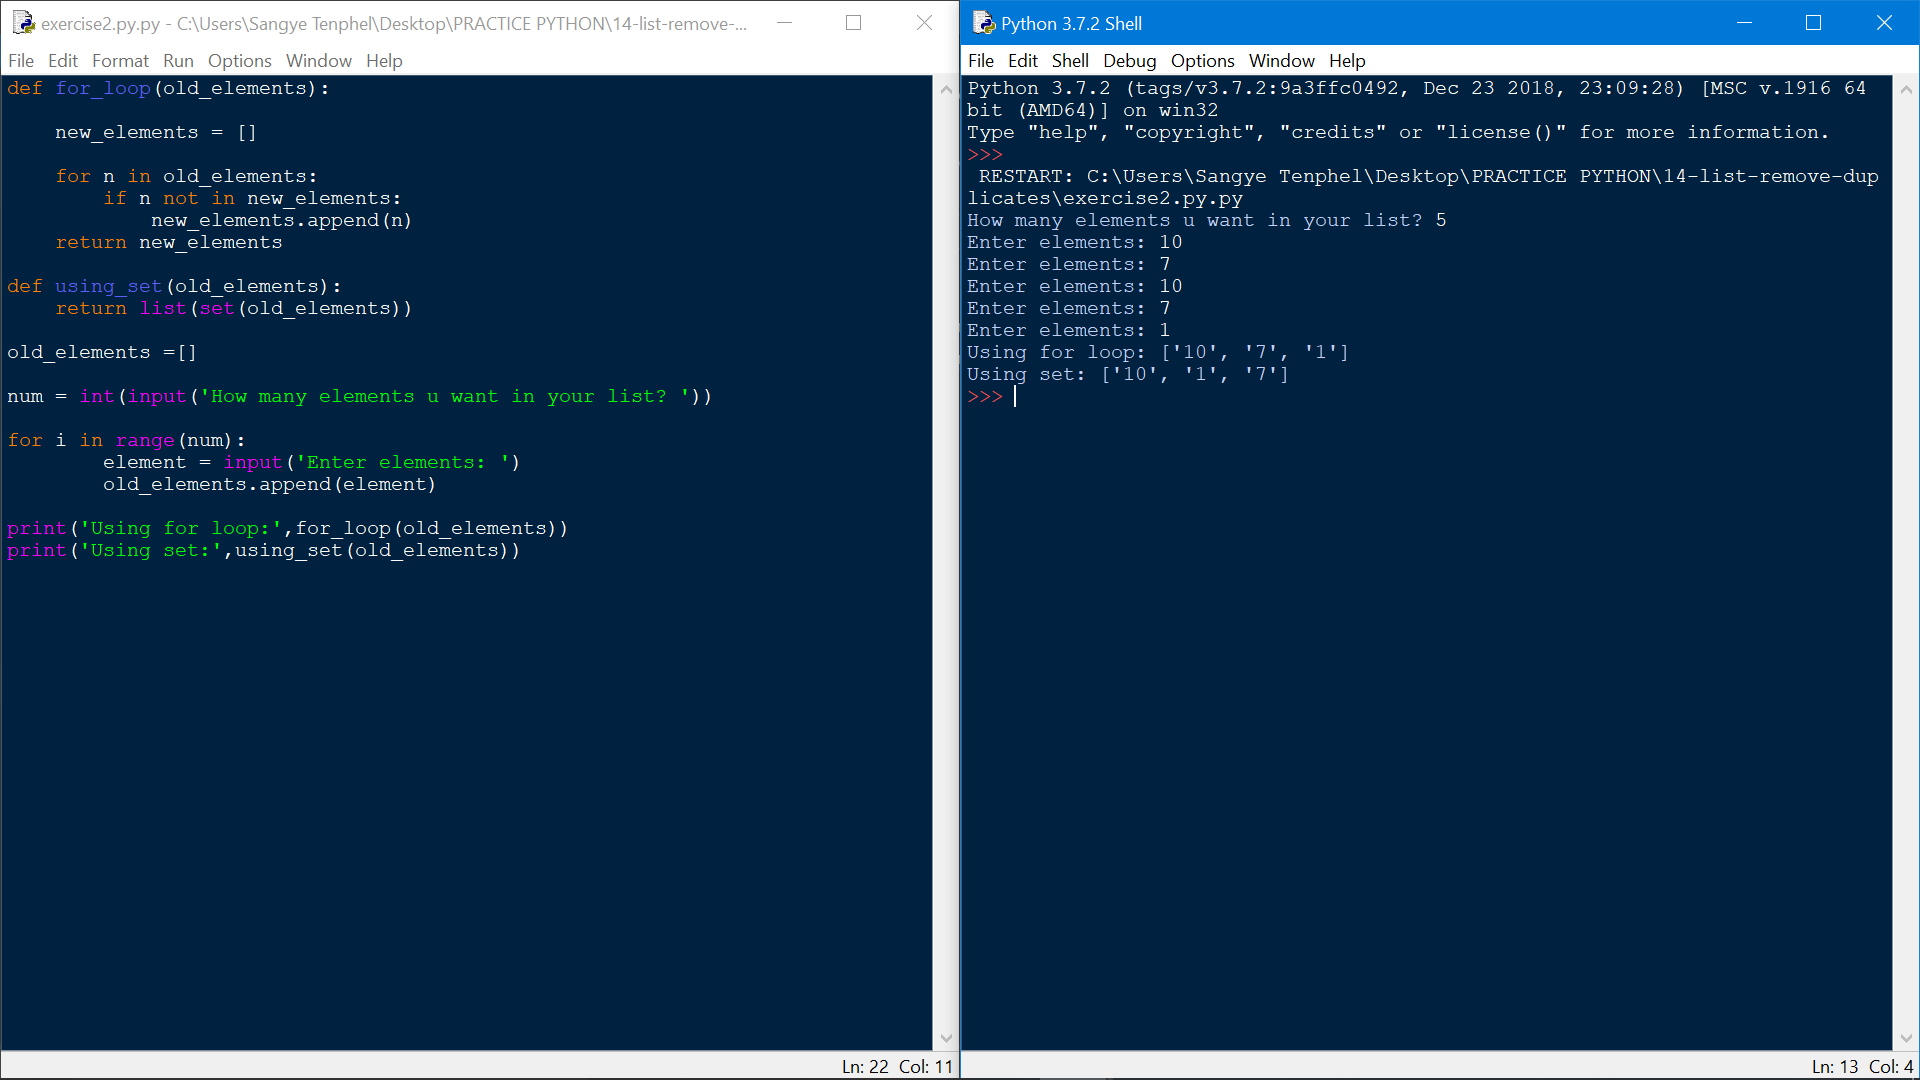 exercise2.py.py - C:\Users\Sangye Tenphel\Desktop\PRACTICE PYTHON\14-list-remove-...
File Edit Format Run Options Window Help
def for_loop(old_elements):
    new_elements = []
    for n in old_elements:
        if n not in new_elements:
            new_elements.append(n)
    return new_elements
def using_set(old_elements):
    return list(set(old_elements))
old_elements =[]
num = int(input('How many elements u want in your list? '))
for i in range(num):
        element = input('Enter elements: ')
        old_elements.append(element)
print('Using for loop:',for_loop(old_elements))
print('Using set:',using_set(old_elements))
Ln: 22 Col: 11
Python 3.7.2 Shell
File Edit Shell Debug Options Window Help
Python 3.7.2 (tags/v3.7.2:9a3ffc0492, Dec 23 2018, 23:09:28) [MSC v.1916 64
bit (AMD64)] on win32
Type "help", "copyright", "credits" or "license()" for more information.
>>>
 RESTART: C:\Users\Sangye Tenphel\Desktop\PRACTICE PYTHON\14-list-remove-dup
licates\exercise2.py.py
How many elements u want in your list? 5
Enter elements: 10
Enter elements: 7
Enter elements: 10
Enter elements: 7
Enter elements: 1
Using for loop: ['10', '7', '1']
Using set: ['10', '1', '7']
>>>
Ln: 13 Col: 4